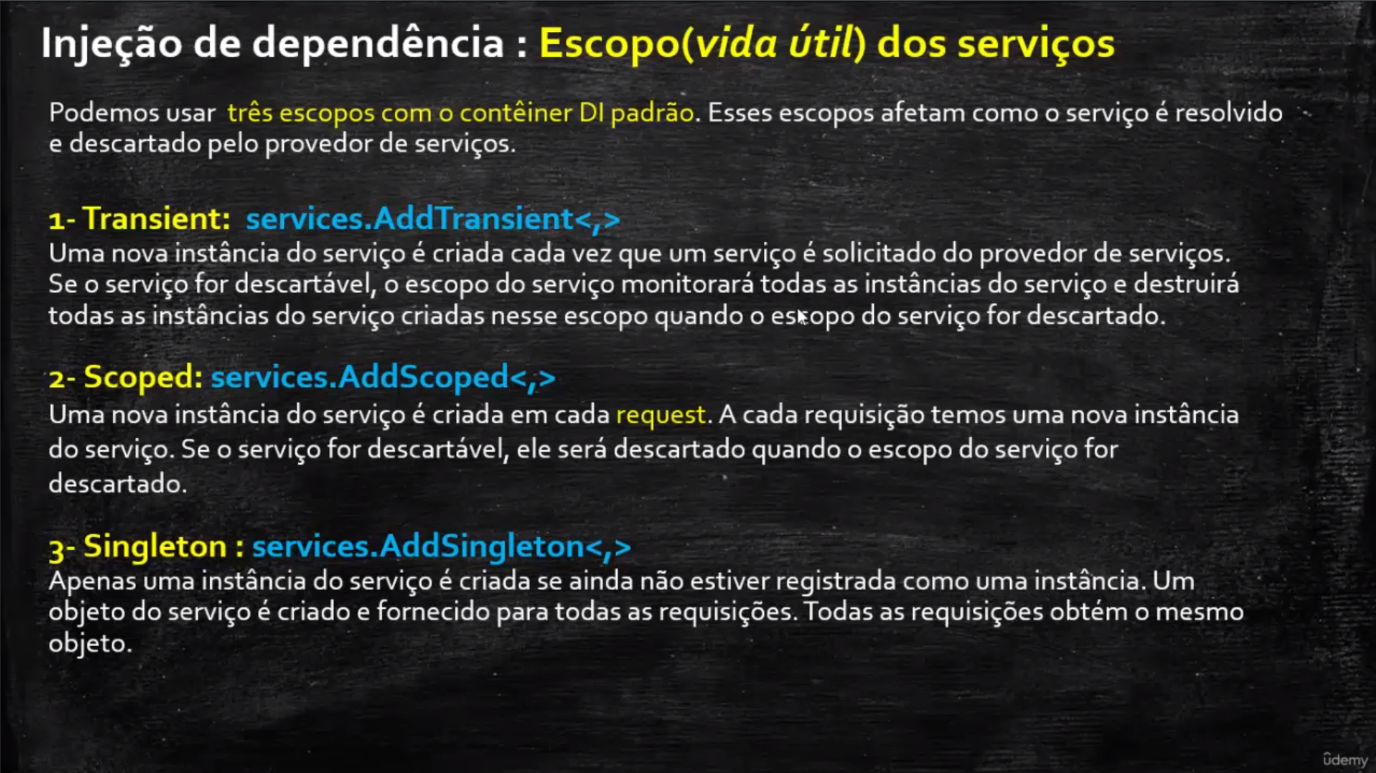 Injeção de dependência : Escopo(vida útil) dos serviços
Podemos usar três escopos com o contêiner DI padrão. Esses escopos afetam como o serviço é resolvido
e descartado pelo provedor de serviços.
1- Transient: services.AddTransient<,>
Uma nova instância do serviço é criada cada vez que um serviço é solicitado do provedor de serviços.
Se o serviço for descartável, o escopo do serviço monitorará todas as instâncias do serviço e destruirá
todas as instâncias do serviço criadas nesse escopo quando o escopo do serviço for descartado.
2- Scoped: services.AddScoped<,>
Uma nova instância do serviço é criada em cada request. A cada requisição temos uma nova instância
do serviço. Se o serviço for descartável, ele será descartado quando o escopo do serviço for
descartado.
3- Singleton : services.AddSingleton<,>
Apenas uma instância do serviço é criada se ainda não estiver registrada como uma instância. Um
objeto do serviço é criado e fornecido para todas as requisições. Todas as requisições obtém o mesmo
objeto.
ûdemy